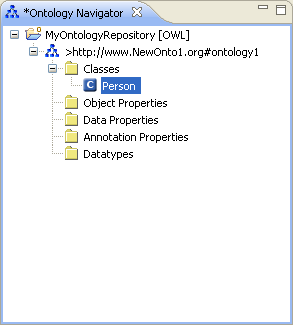 *Ontology Navigator
MyOntologyRepository [OWL]
>http://www.NewOnto1.org#ontology1
Classes
C Person
Object Properties
Data Properties
Annotation Properties
Datatypes